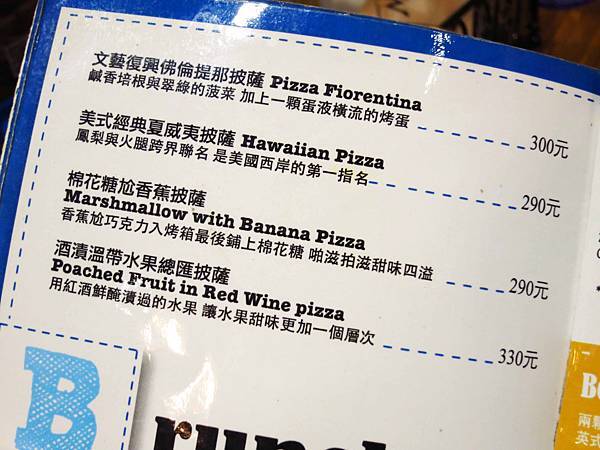 文藝復興佛倫提那披薩 Pizza Fiorentina
鹹香培根與翠綠的菠菜 加上一顆蛋液橫流的烤蛋
300元
美式經典夏威夷披薩 Hawaiian Pizza
鳳梨與火腿跨界聯名 是美國西岸的第一指名
290元
棉花糖尬香蕉披薩
Marshmallow with Banana Pizza
香蕉尬巧克力入烤箱最後鋪上棉花糖 啪滋拍滋甜味四溢
290元
酒漬溫帶水果總匯披薩
Poached Fruit in Red Wine pizza
用紅酒鮮醃漬過的水果 讓水果甜味更加一個層次
330元
B